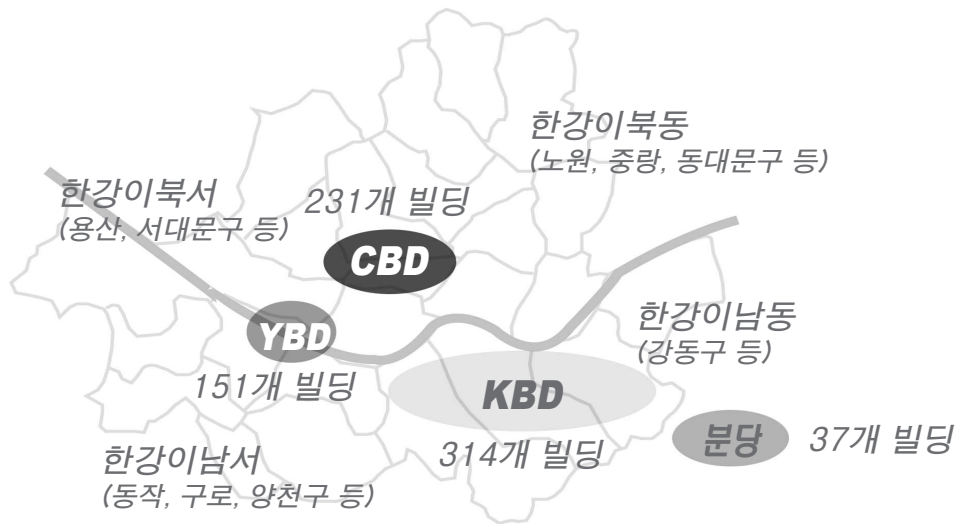 한강이북동
(노원, 중랑, 동대문구 등)
한강이북서
(용산, 서대문구 등)
231개 빌딩
CBD
YBD
151개 빌딩
한강이남동
(강동구 등)
KBD
314개 빌딩
분당
37개 빌딩
한강이남서
(동작, 구로, 양천구 등)